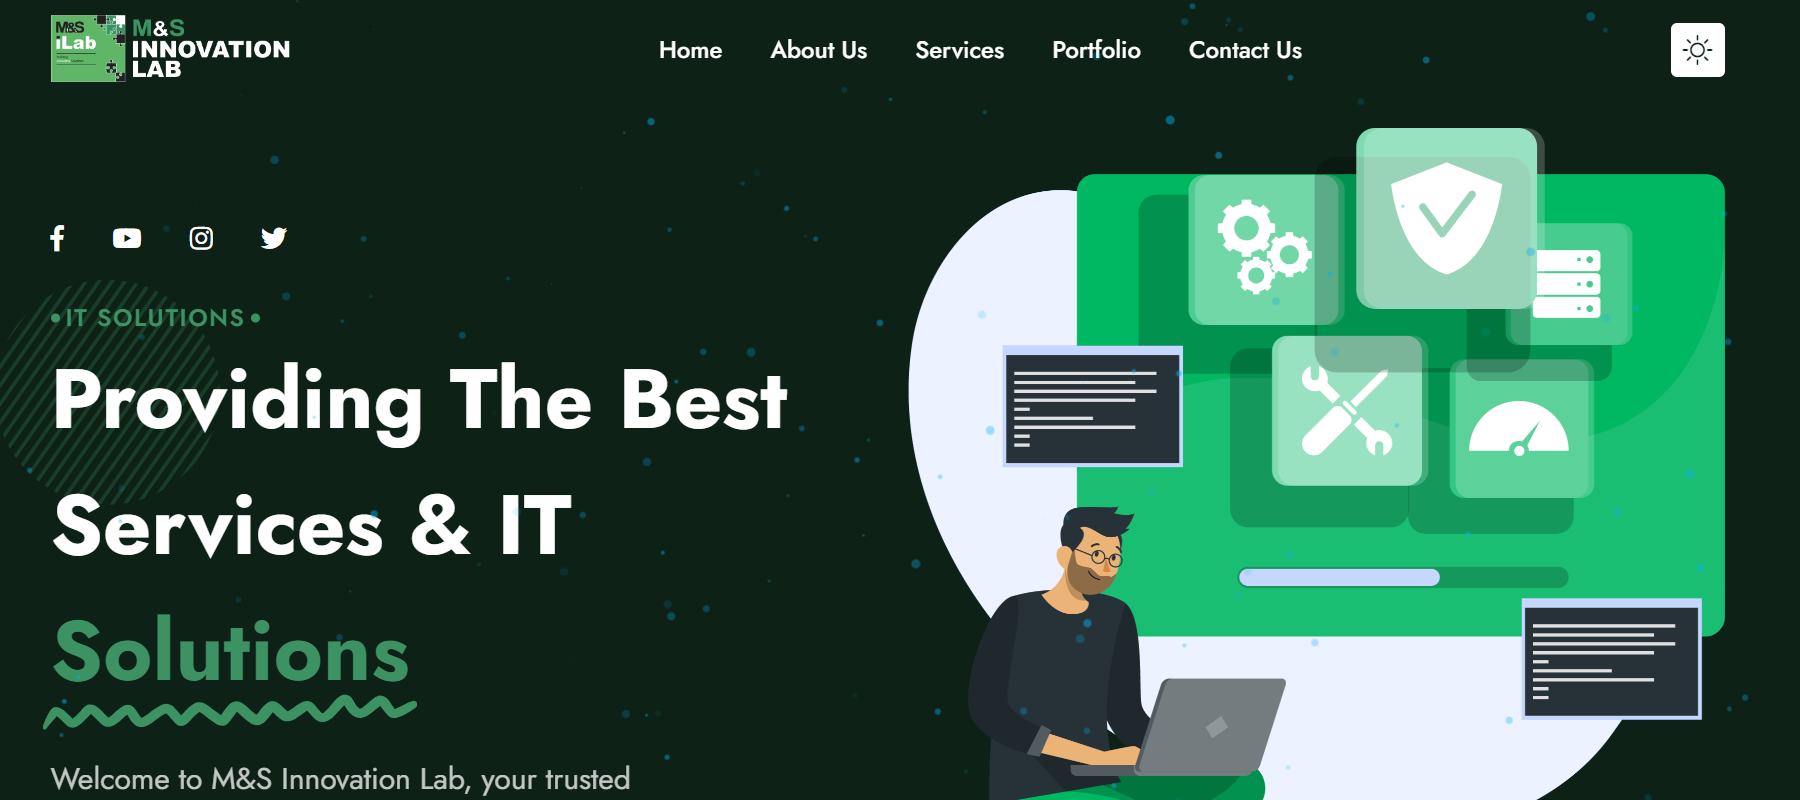 M&S
iLab
M&S
INNOVATION
LAB
Home
About Us
Services
Portfolio
Contact Us
IT SOLUTIONS
Providing The Best
Services & IT
Solutions
Welcome to M&S Innovation Lab, your trusted